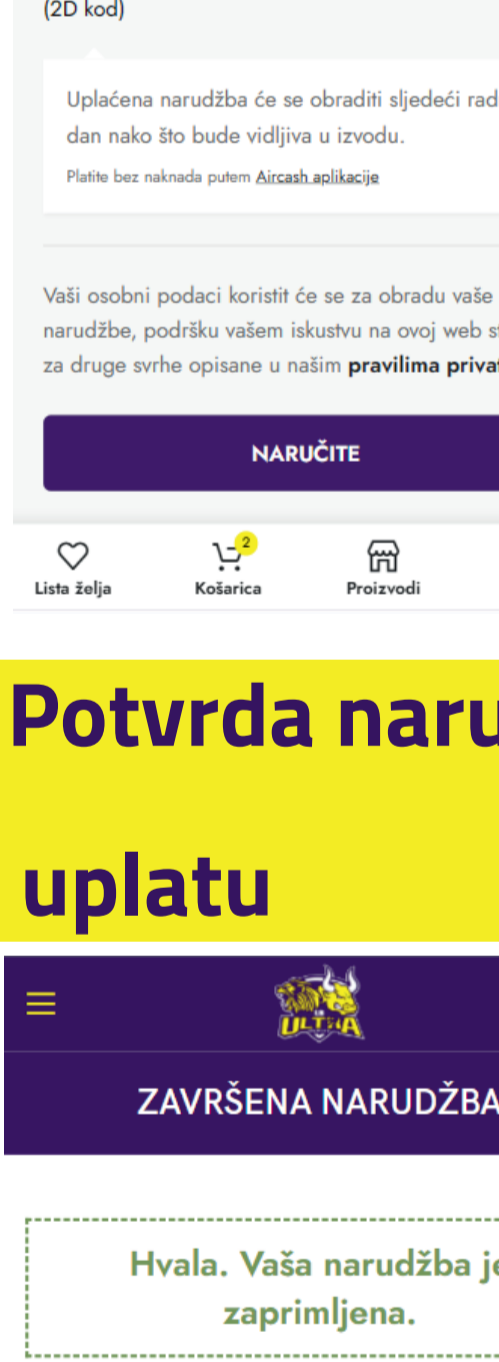 (2D kod)
Uplaćena narudžba će se obraditi sljedeći rad
dan nako što bude vidljiva u izvodu.
Platite bez naknada putem Aircash aplikacije
Vaši osobni podaci koristit će se za obradu vaše
narudžbe, podršku vašem iskustvu na ovoj web st
za druge svrhe opisane u našim pravilima privat
NARUČITE
2
Lista želja Košarica Proizvodi
Potvrda naru
uplatu
ULTRA
ZAVRŠENA NARUDŽBA
Hvala. Vaša narudžba je
zaprimljena.